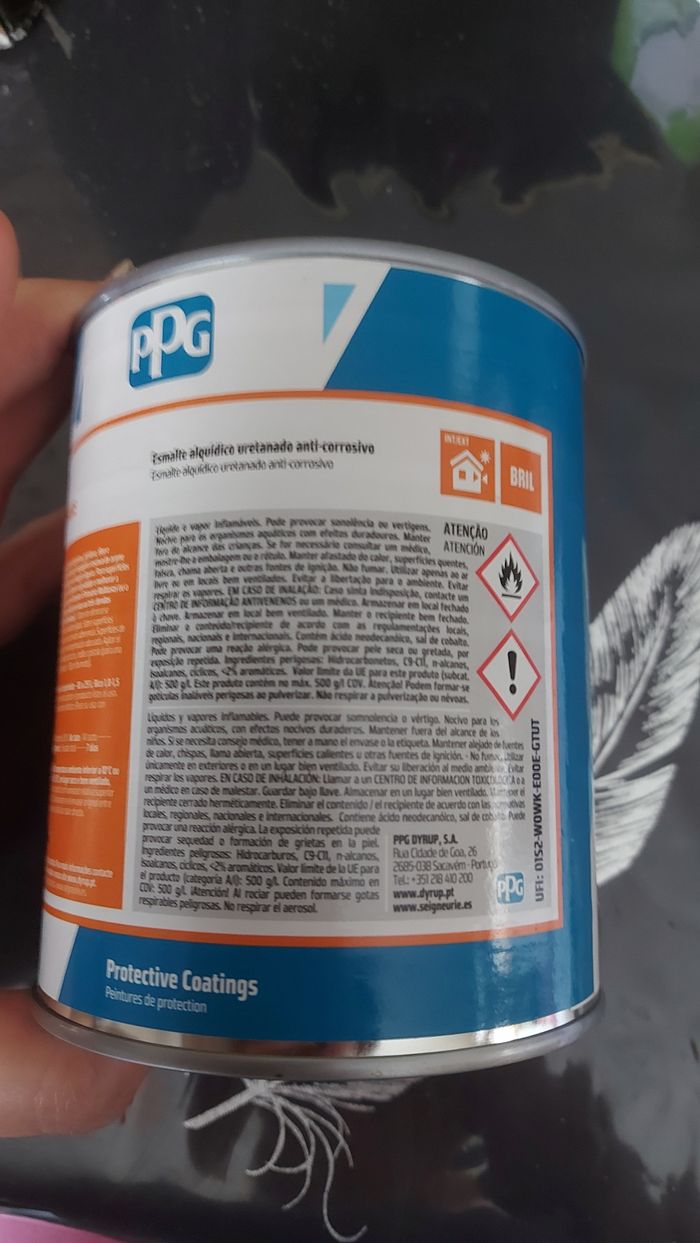 PPG
Esmalte alquídico uretanado anti-corrosivo
Esmalte alquídico uretanado anti-corrosivo
INT/EXT
BRIL
ATENÇÃO
ATENCIÓN
Líquido e vapor inflamáveis. Pode provocar sonolência ou vertigens.
Nocivo para os organismos aquáticos com efeitos duradouros. Manter
fora do alcance das crianças. Se for necessário consultar um médico,
mostre-lhe a embalagem ou o rótulo. Manter afastado do calor, superfícies quentes,
faísca, chama aberta e outras fontes de ignição. Não fumar. Utilizar apenas ao ar
livre ou em locais bem ventilados. Evitar a libertação para o ambiente. Evitar
respirar os vapores. EM CASO DE INALAÇÃO: Caso sinta indisposição, contacte um
CENTRO DE INFORMAÇÃO ANTIVENENOS ou um médico. Armazenar em local fechado
à chave. Armazenar em local bem ventilado. Manter o recipiente bem fechado.
Eliminar o conteúdo/recipiente de acordo com as regulamentações locais,
regionais, nacionais e internacionais. Contém ácido neodecanóico, sal de cobalto.
Pode provocar uma reação alérgica. Pode provocar pele seca ou gretada, por
exposição repetida. Ingredientes perigosos: Hidrocarbonetos, C9-C11, n-alcanos,
isoalcanos, cíclicos, <2% aromáticos. Valor limite da UE para este produto (subcat.
A/i): 500 g/l. Este produto contém no máx. 500 g/l COV. Atenção! Podem formar-se
gotículas inaláveis perigosas ao pulverizar. Não respirar a pulverização ou névoas.
Líquidos y vapores inflamables. Puede provocar somnolencia o vértigo. Nocivo para los
organismos acuáticos, con efectos nocivos duraderos. Mantener fuera del alcance de los
niños. Si se necesita consejo médico, tener a mano el envase o la etiqueta. Mantener alejado de fuentes
de calor, chispas, llama abierta, superficies calientes u otras fuentes de ignición. - No fumar. Utilizar
únicamente en exteriores o en un lugar bien ventilado. Evitar su liberación al medio ambiente. Evitar
respirar los vapores. EN CASO DE INHALACIÓN: Llamar a un CENTRO DE INFORMACION TOXICOLÓGICA o a
un médico en caso de malestar. Guardar bajo llave. Almacenar en un lugar bien ventilado. Mantener el
recipiente cerrado herméticamente. Eliminar el contenido / el recipiente de acuerdo con las normativas
locales, regionales, nacionales e internacionales. Contiene ácido neodecanóico, sal de cobalto. Puede
provocar una reacción alérgica. La exposición repetida puede
provocar sequedad o formación de grietas en la piel.
Ingredientes peligrosos: Hidrocarburos, C9-C11, n-alcanos,
isoalcanos, cíclicos, <2% aromáticos. Valor límite de la UE para
el producto (categoría A/i): 500 g/l. Contenido máximo en
COV: 500 g/l. ¡Atención! Al rociar pueden formarse gotas
respirables peligrosas. No respirar el aerosol.
PPG DYRUP, S.A.
Rua Cidade de Goa, 26
2685-038 Sacavém - Portugal
Tel.: +351 218 410 200
www.dyrup.pt
www.seigneurie.es
PPG
UFI: 01S2-W0WK-E00E-GTUT
Protective Coatings
Peintures de protection